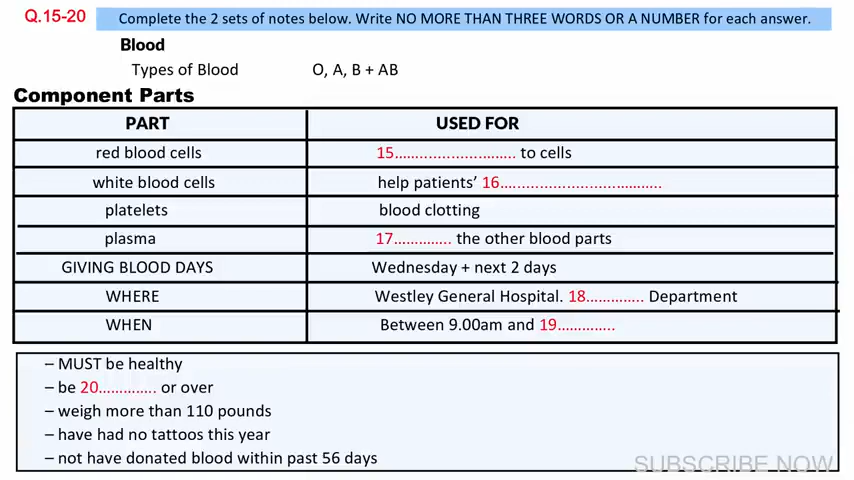 Q.15-20 Complete the 2 sets of notes below. Write NO MORE THAN THREE WORDS OR A NUMBER for each answer.
Blood
Types of Blood O, A, B + AB
Component Parts
PART USED FOR
red blood cells 15........................ to cells
white blood cells help patients’ 16................................
platelets blood clotting
plasma 17.............. the other blood parts
GIVING BLOOD DAYS Wednesday + next 2 days
WHERE Westley General Hospital. 18.............. Department
WHEN Between 9.00am and 19..............
– MUST be healthy
– be 20.............. or over
– weigh more than 110 pounds
– have had no tattoos this year
– not have donated blood within past 56 days
SUBSCRIBE NOW